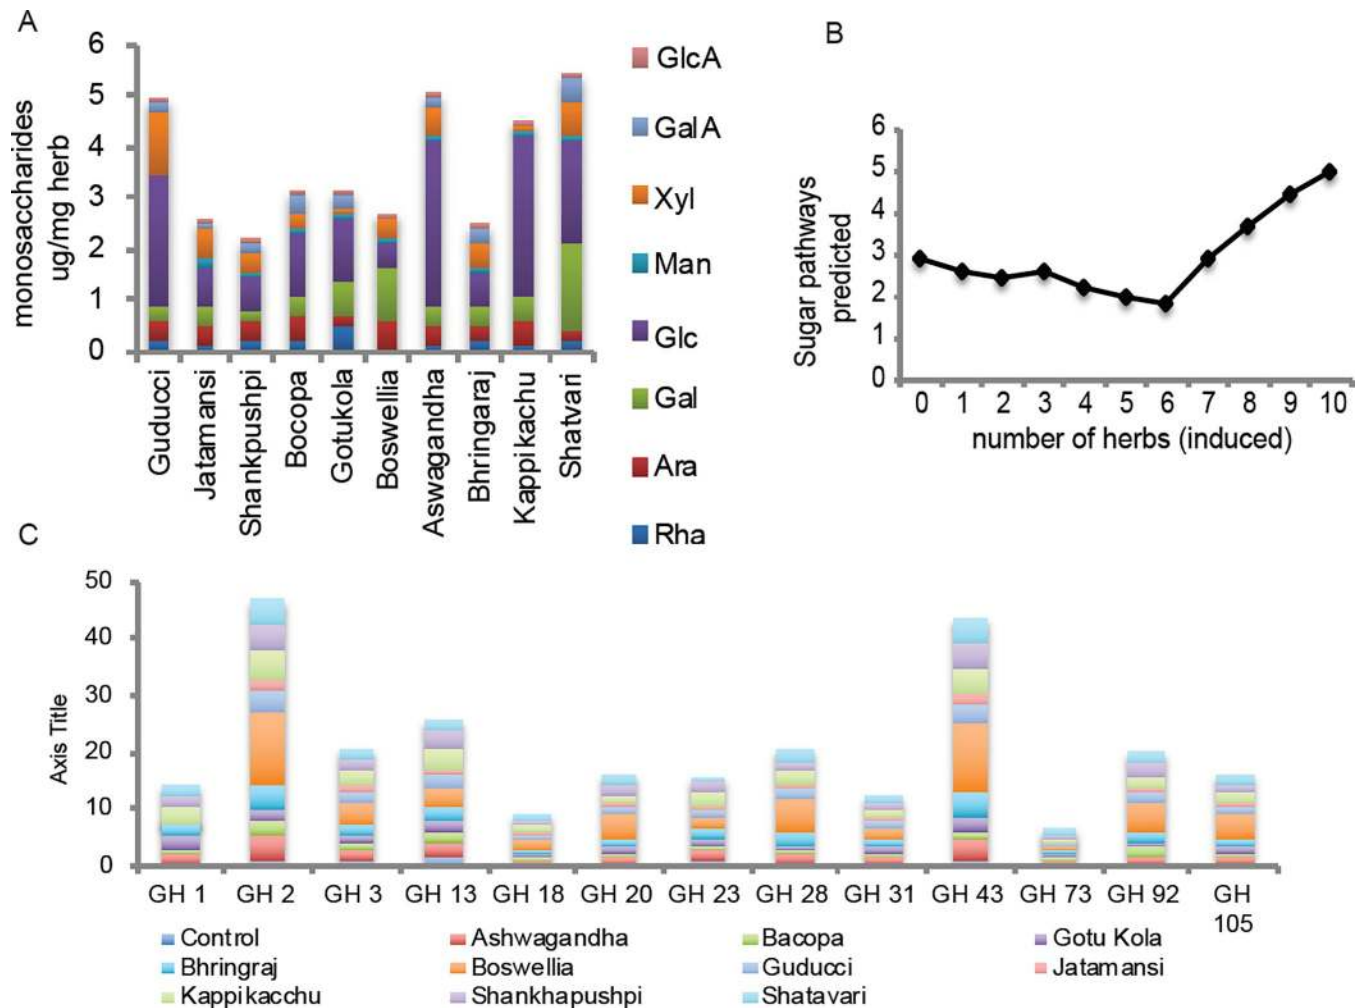 A
monosaccharides
ug/mg herb
6
5
4
3
2
1
0
Guducci
Jatamansi
Shankpushpi
Bocopa
Gotukola
Boswellia
Aswagandha
Bhringaraj
Kappikachu
Shatvari
GlcA
GalA
Xyl
Man
Glc
Gal
Ara
Rha
B
Sugar pathways
predicted
6
5
4
3
2
1
0
0 1 2 3 4 5 6 7 8 9 10
number of herbs (induced)
C
Axis Title
50
40
30
20
10
0
GH 1 GH 2 GH 3 GH 13 GH 18 GH 20 GH 23 GH 28 GH 31 GH 43 GH 73 GH 92 GH
105
Control Ashwagandha Bacopa Gotu Kola
Bhringraj Boswellia Guducci Jatamansi
Kappikacchu Shankhapushpi Shatavari